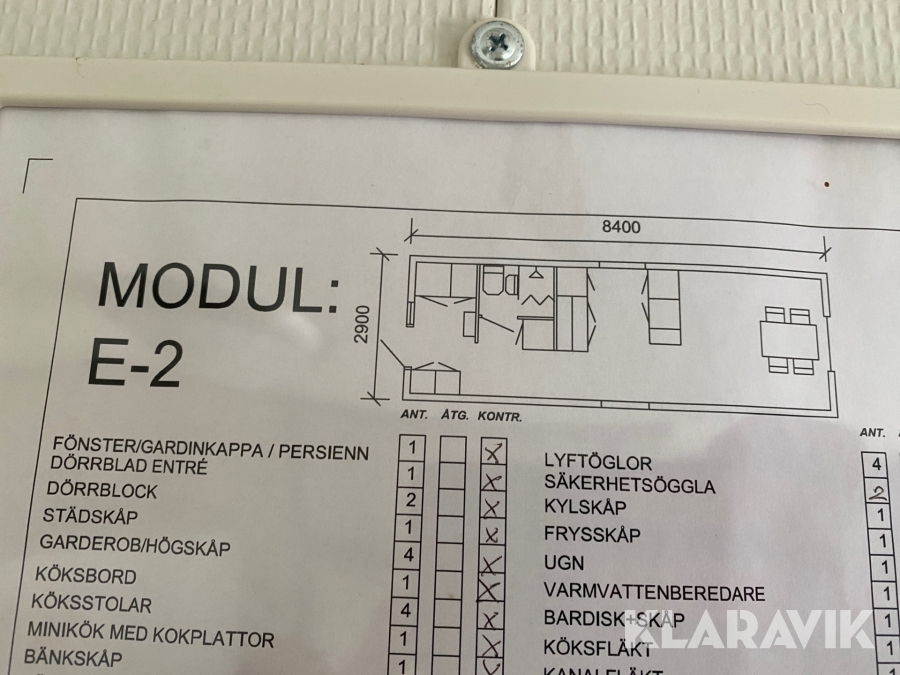 8400
MODUL:
E-2
2900
ANT. ÅTG. KONTR.
FÖNSTER/GARDINKAPPA / PERSIENN 1 X
DÖRRBLAD ENTRÉ 1 X
DÖRRBLOCK 2 X
STÄDSKÅP 1 X
GARDEROB/HÖGSKÅP 4 X
KÖKSBORD 1 X
KÖKSSTOLAR 4 X
MINIKÖK MED KOKPLATTOR 1 X
BÄNKSKÅP 1 X
ANT.
LYFTÖGLOR 4
SÄKERHETSÖGGLA 2
KYLSKÅP 1
FRYSSKÅP 1
UGN 1
VARMVATTENBEREDARE 1
BARDISK+SKÅP 1
KÖKSFLÄKT 1
KANALFLÄKT 1
KLARAVIK